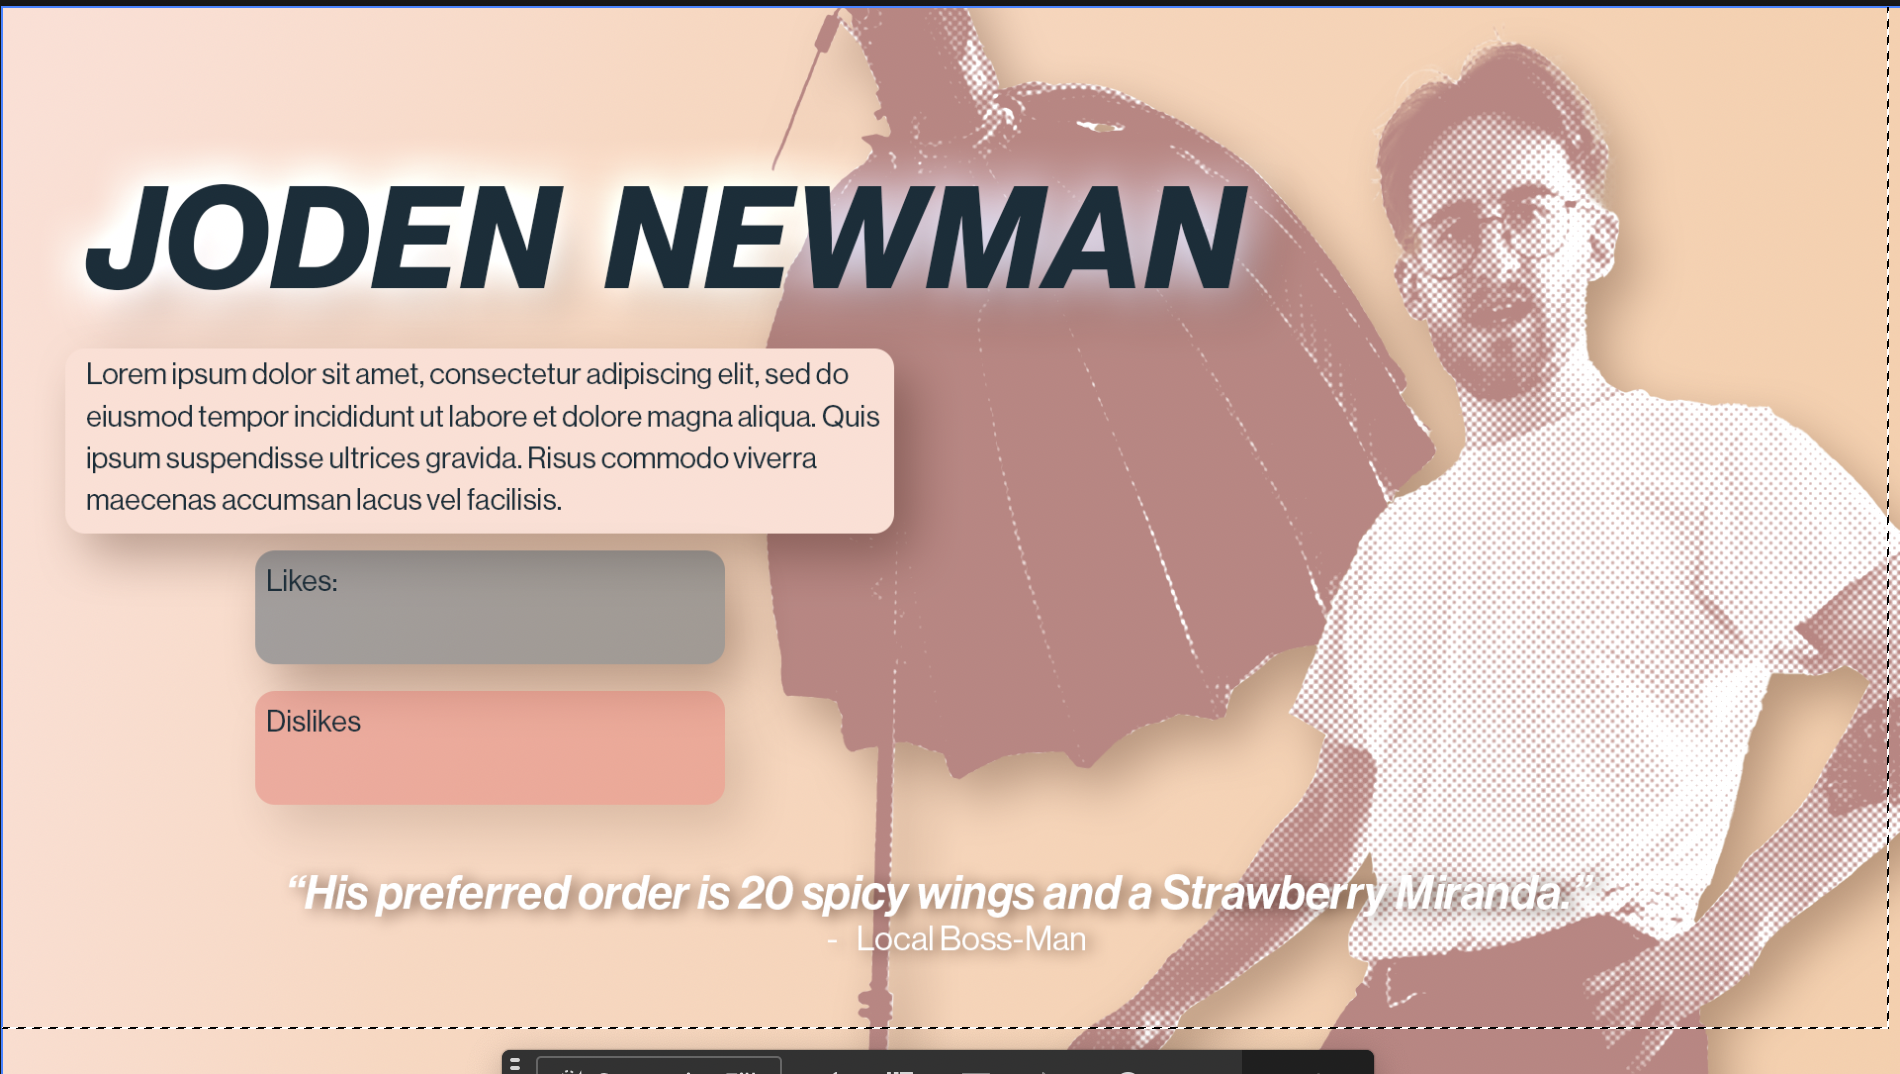 JODEN NEWMAN
Lorem ipsum dolor sit amet, consectetur adipiscing elit, sed do
eiusmod tempor incididunt ut labore et dolore magna aliqua. Quis
ipsum suspendisse ultrices gravida. Risus commodo viverra
maecenas accumsan lacus vel facilisis.
Likes:
Dislikes
“His preferred order is 20 spicy wings and a Strawberry Miranda.”
- Local Boss-Man